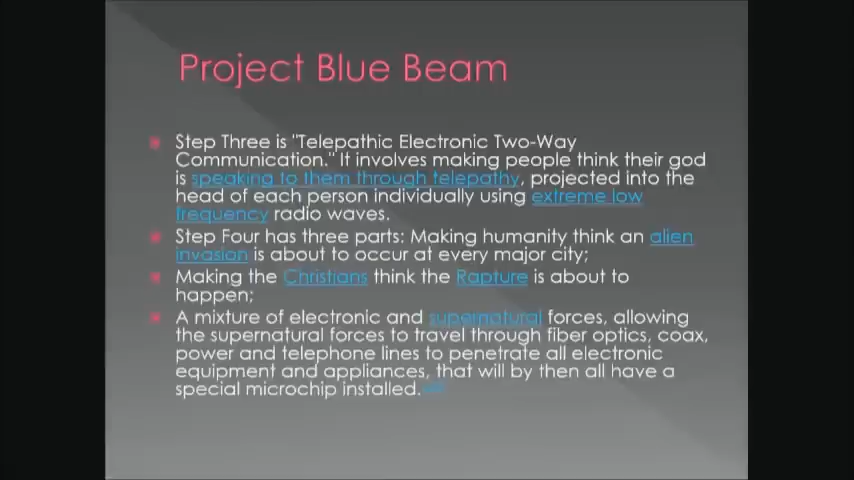 Project Blue Beam
Step Three is "Telepathic Electronic Two-Way
Communication." It involves making people think their god
is speaking to them through telepathy, projected into the
head of each person individually using extreme low
frequency radio waves.
Step Four has three parts: Making humanity think an alien
invasion is about to occur at every major city;
Making the Christians think the Rapture is about to
happen;
A mixture of electronic and supernatural forces, allowing
the supernatural forces to travel through fiber optics, coax,
power and telephone lines to penetrate all electronic
equipment and appliances, that will by then all have a
special microchip installed.